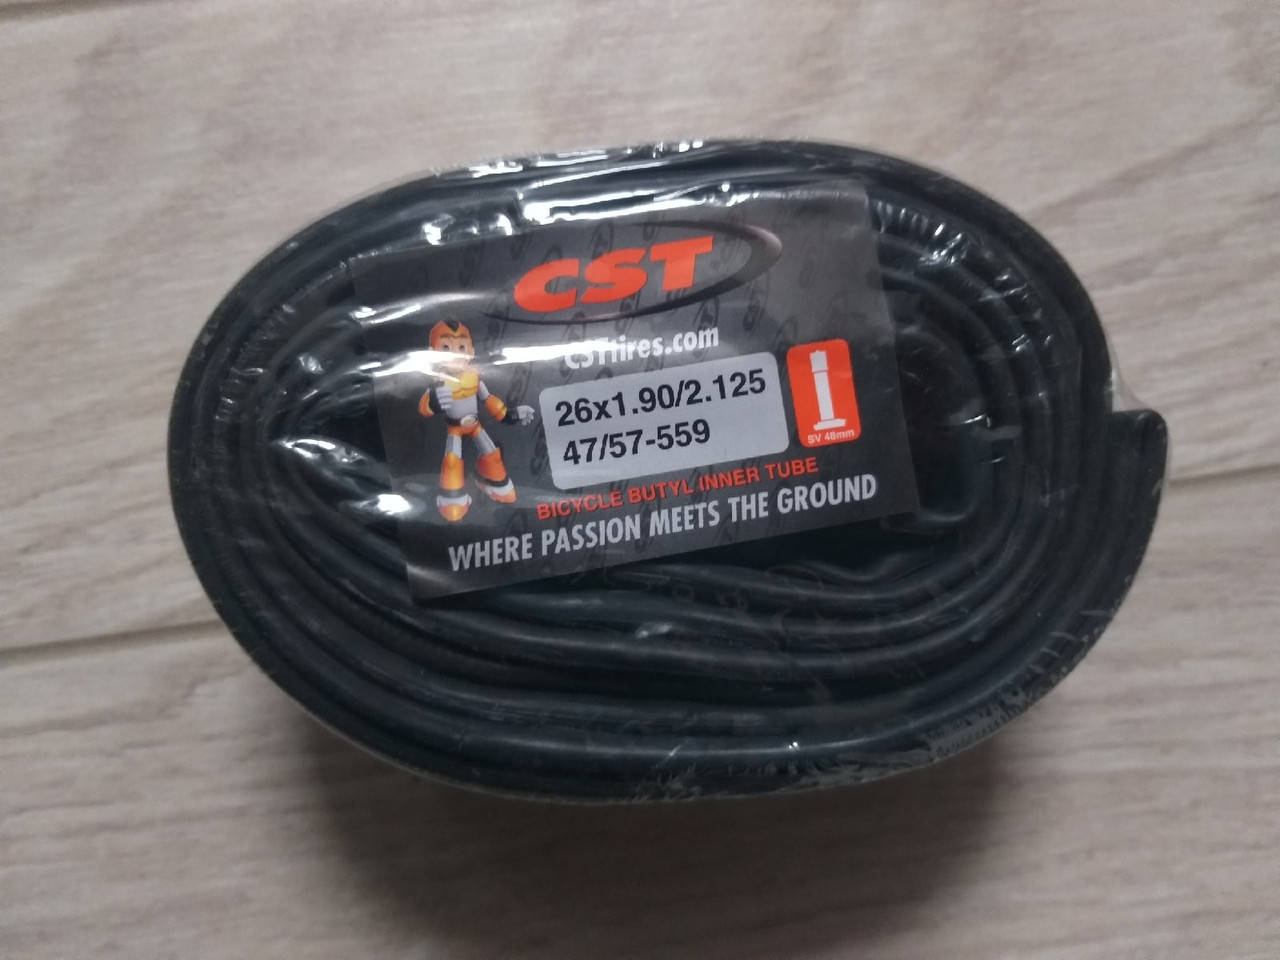 CST
CSTtires.com
26x1.90/2.125
47/57-559
SV 48mm
BICYCLE BUTYL INNER TUBE
WHERE PASSION MEETS THE GROUND